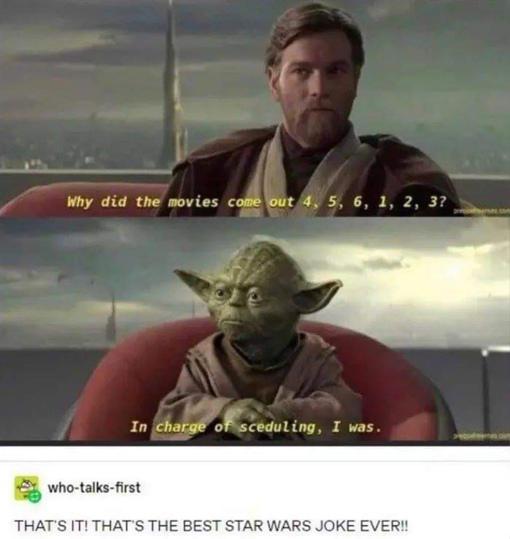 Why did the movies come out 4, 5, 6, 1, 2, 3?
In charge of sceduling, I was.
who-talks-first
THAT'S IT! THAT'S THE BEST STAR WARS JOKE EVER!!